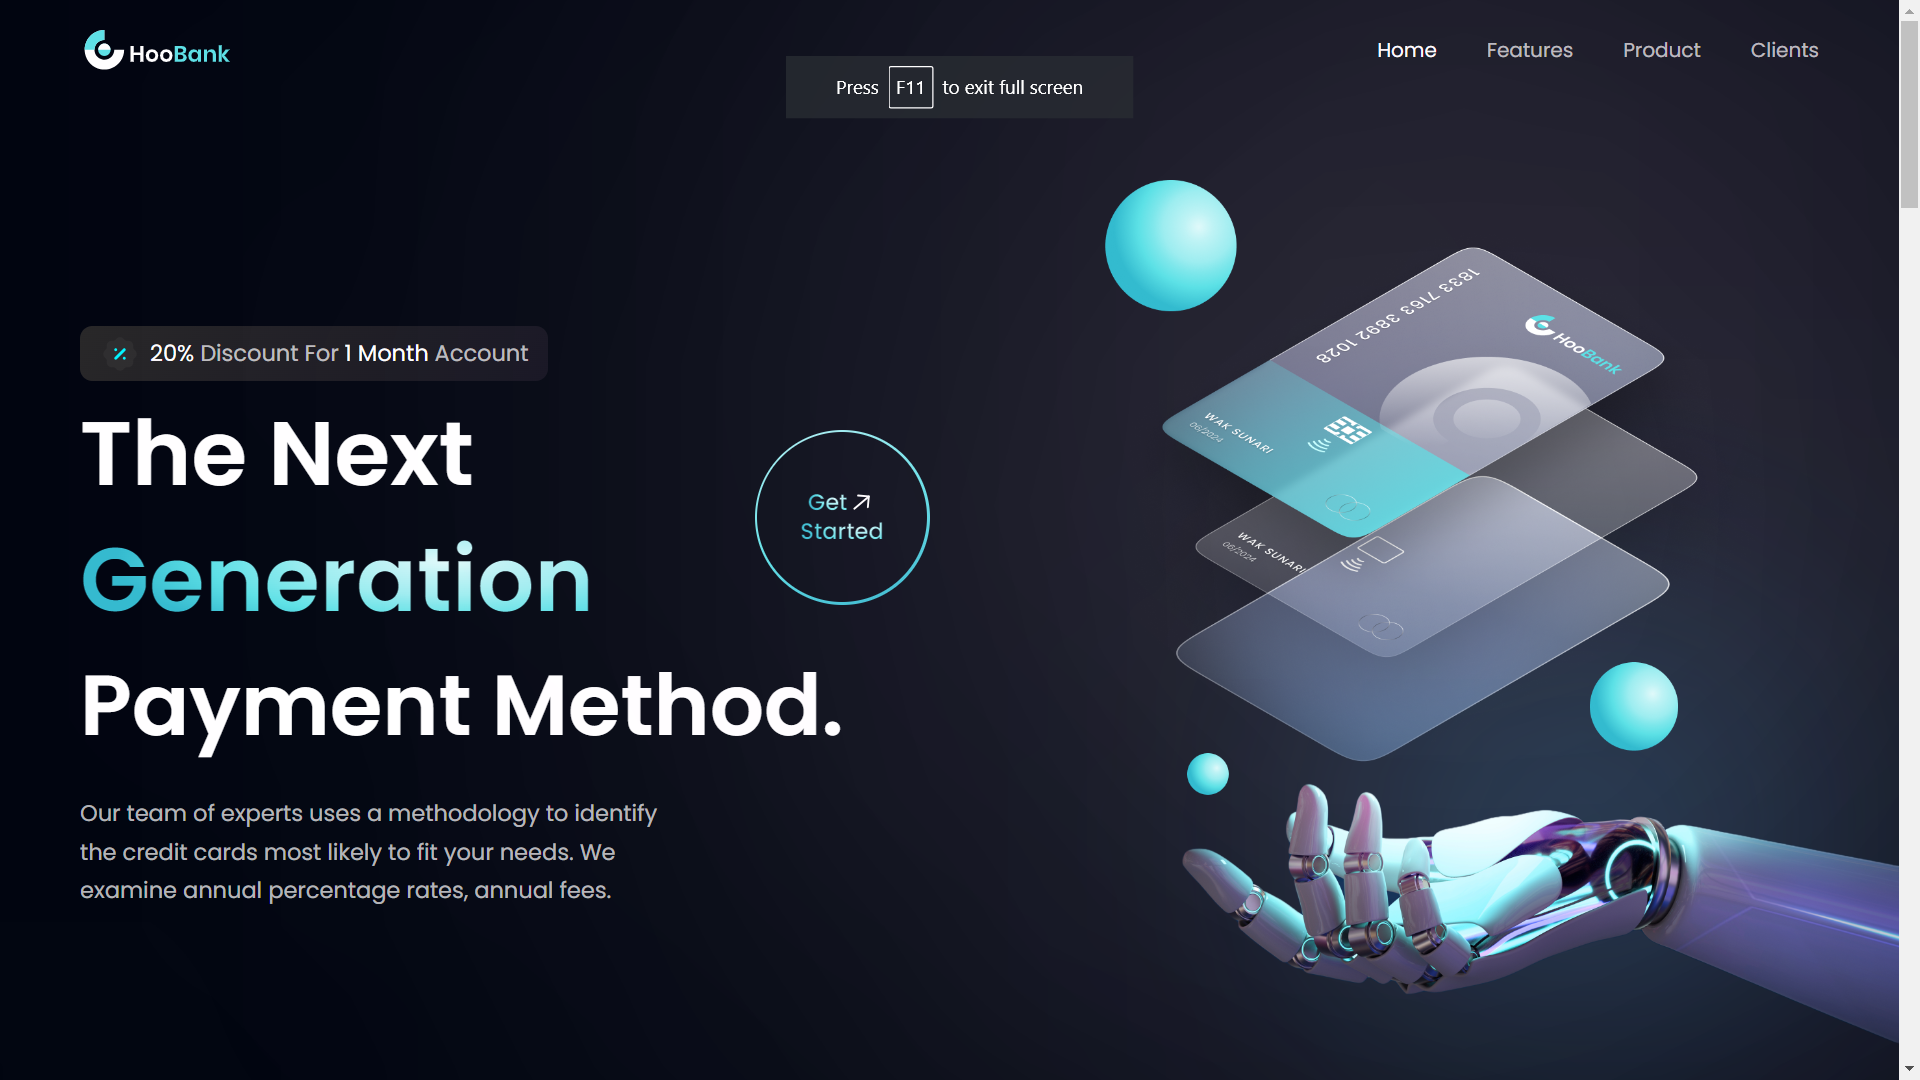 HooBank
Home
Features
Product
Clients
Press F11 to exit full screen
20% Discount For 1 Month Account
The Next
Generation
Payment Method.
Get
Started
Our team of experts uses a methodology to identify
the credit cards most likely to fit your needs. We
examine annual percentage rates, annual fees.
1833 7163 3892 1028
HooBank
WAK SUNARI
06/2024
WAK SUNARI
06/2024